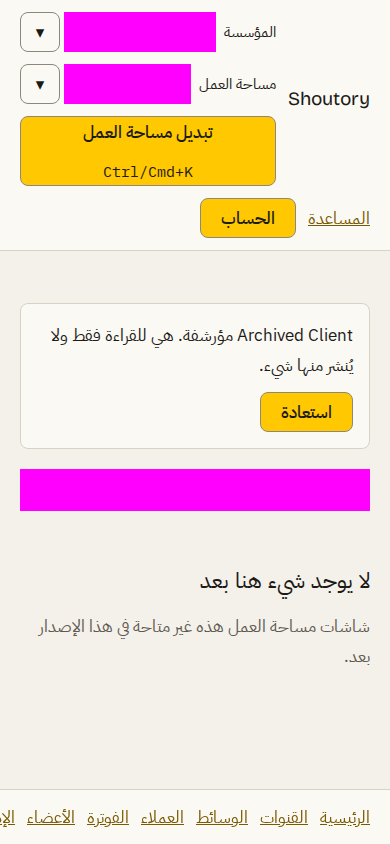 Shoutory
المؤسسة
▼
مساحة العمل
▼
تبديل مساحة العمل
Ctrl/Cmd+K
المساعدة
الحساب
Archived Client مؤرشفة. هي للقراءة فقط ولا
يُنشر منها شيء.
استعادة
لا يوجد شيء هنا بعد
شاشات مساحة العمل هذه غير متاحة في هذا الإصدار
بعد.
الرئيسية القنوات الوسائط العملاء الفوترة الأعضاء